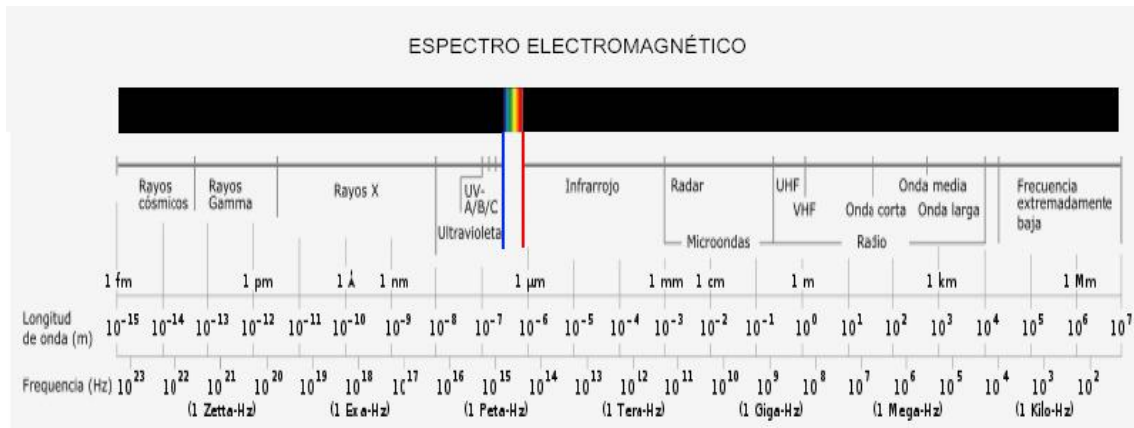 ESPECTRO ELECTROMAGNÉTICO
Rayos cósmicos
Rayos Gamma
Rayos X
UV-A/B/C
Ultravioleta
Infrarrojo
Radar
Microondas
UHF
VHF
Onda corta
Onda media
Onda larga
Radio
Frecuencia extremadamente baja
1 fm 1 pm 1 Å 1 nm 1 μm 1 mm 1 cm 1 m 1 km 1 Mm
Longitud de onda (m)
10⁻¹⁵ 10⁻¹⁴ 10⁻¹³ 10⁻¹² 10⁻¹¹ 10⁻¹⁰ 10⁻⁹ 10⁻⁸ 10⁻⁷ 10⁻⁶ 10⁻⁵ 10⁻⁴ 10⁻³ 10⁻² 10⁻¹ 10⁰ 10¹ 10² 10³ 10⁴ 10⁵ 10⁶ 10⁷
Frequencia (Hz)
10²³ 10²² 10²¹ 10²⁰ 10¹⁹ 10¹⁸ 10¹⁷ 10¹⁶ 10¹⁵ 10¹⁴ 10¹³ 10¹² 10¹¹ 10¹⁰ 10⁹ 10⁸ 10⁷ 10⁶ 10⁵ 10⁴ 10³ 10²
(1 Zetta-Hz) (1 Exa-Hz) (1 Peta-Hz) (1 Tera-Hz) (1 Giga-Hz) (1 Mega-Hz) (1 Kilo-Hz)